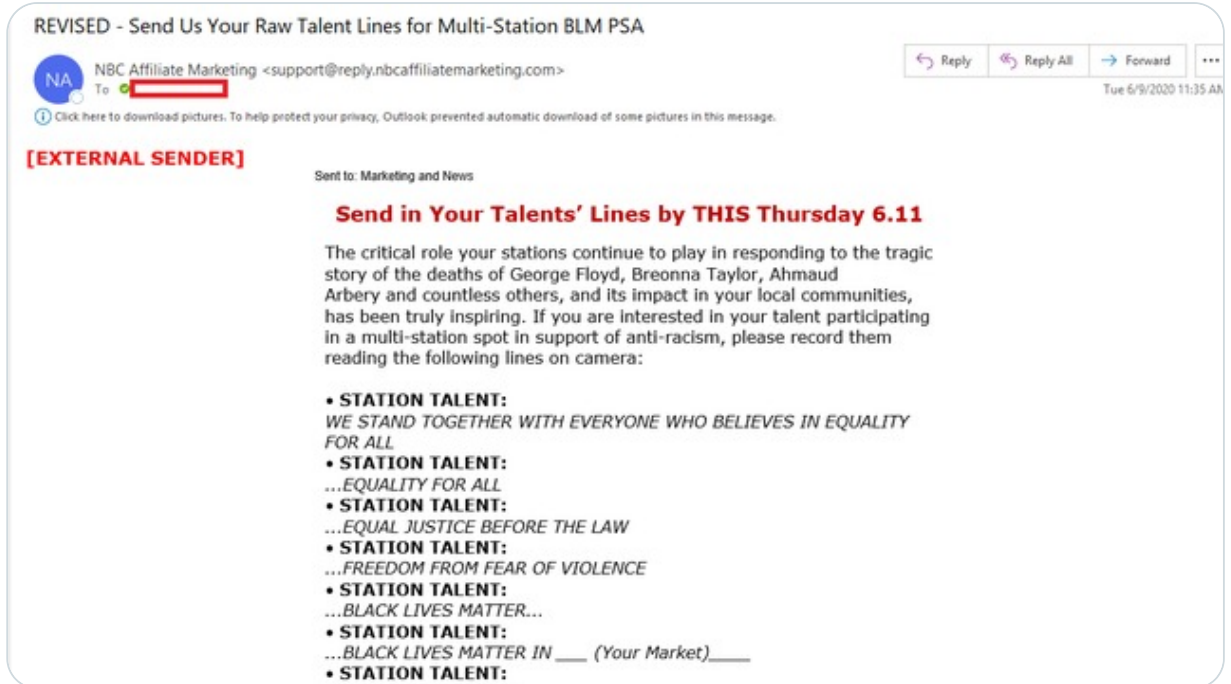 REVISED - Send Us Your Raw Talent Lines for Multi-Station BLM PSA
NA
NBC Affiliate Marketing <support@reply.nbcaffiliatemarketing.com>
To
Reply
Reply All
Forward
...
Tue 6/9/2020 11:35 AM
Click here to download pictures. To help protect your privacy, Outlook prevented automatic download of some pictures in this message.
[EXTERNAL SENDER]
Sent to: Marketing and News
Send in Your Talents' Lines by THIS Thursday 6.11
The critical role your stations continue to play in responding to the tragic
story of the deaths of George Floyd, Breonna Taylor, Ahmaud
Arbery and countless others, and its impact in your local communities,
has been truly inspiring. If you are interested in your talent participating
in a multi-station spot in support of anti-racism, please record them
reading the following lines on camera:
• STATION TALENT:
WE STAND TOGETHER WITH EVERYONE WHO BELIEVES IN EQUALITY
FOR ALL
• STATION TALENT:
...EQUALITY FOR ALL
• STATION TALENT:
...EQUAL JUSTICE BEFORE THE LAW
• STATION TALENT:
...FREEDOM FROM FEAR OF VIOLENCE
• STATION TALENT:
...BLACK LIVES MATTER...
• STATION TALENT:
...BLACK LIVES MATTER IN ___ (Your Market)____
• STATION TALENT: